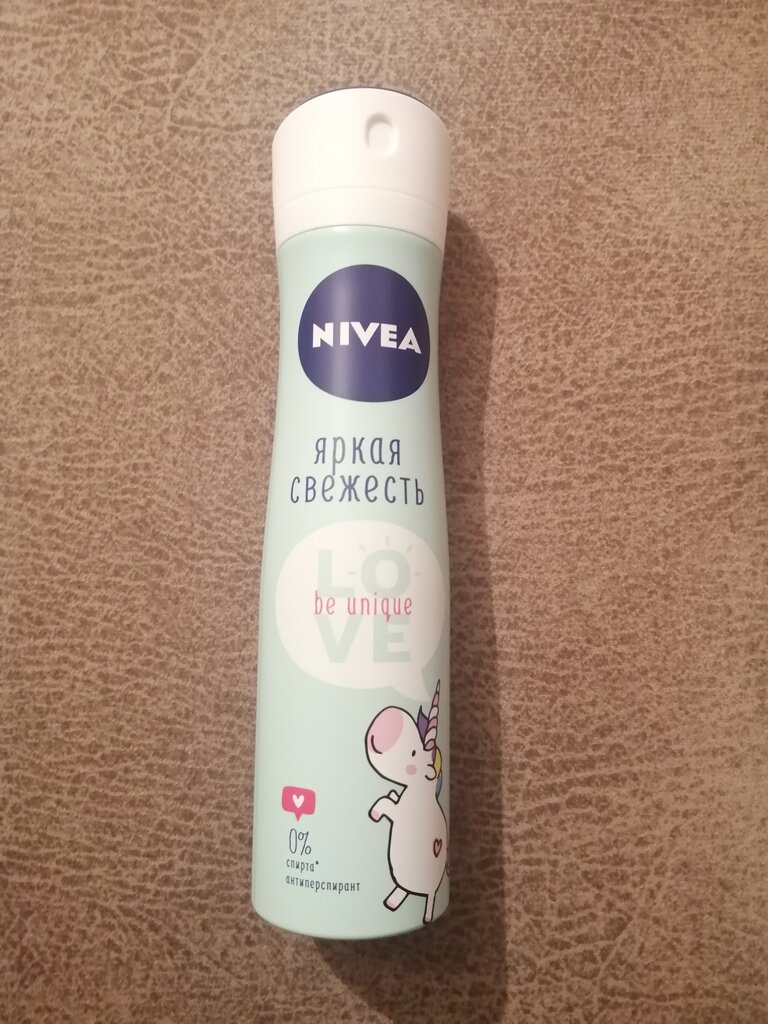 NIVEA
яркая
свежесть
LO
be unique
VE
0%
спирта*
антиперспирант